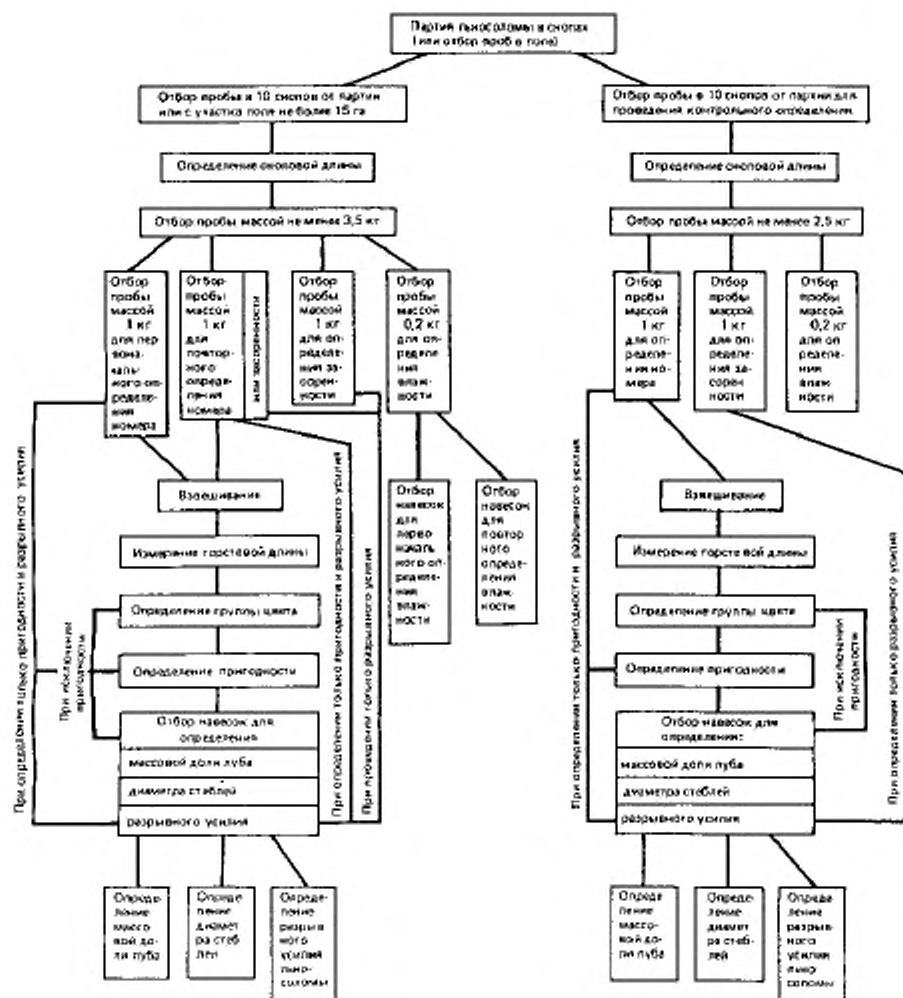 Партия льносоломы в снопах
(или отбор проб в поле)
Отбор пробы в 10 снопов от партии
или с участка поля не более 15 га
Определение сноповой длины
Отбор пробы массой не менее 3,5 кг
Отбор
пробы
массой
1 кг
для пер
вона-
чаль-
ного оп-
ределе-
ния
номера
Отбор
пробы
массой
1 кг
для
повтор-
ного
опреде-
ления
номера
или засоренности
Отбор
пробы
массой
1 кг
для оп-
ределе-
ния за-
сорен-
ности
Отбор
пробы
массой
0,2 кг
для оп-
ределе-
ния
влаж-
ности
Отбор
навесок
для
перво
началь
ного оп-
ределе-
ния
влаж-
ности
Отбор
навесок
для
повтор
ного
опреде-
ления
влаж-
ности
Взвешивание
Измерение горстевой длины
Определение группы цвета
Определение пригодности
Отбор навесок для
определения
массовой доли луба
диаметра стеблей
разрывного усилия
При определении только пригодности и разрывного усилия
При исключении
пригодности
При определении только пригодности и разрывного усилия
При проведении только разрывного усилия
Опреде-
ление
массо
вой до-
ли луба
Опреде-
ление
диамет
ра стеб
лей
Опреде-
ление
разрыв
ного
усилия
льно-
соломы
Отбор пробы в 10 снопов от партии для
проведения контрольного определения
Определение сноповой длины
Отбор пробы массой не менее 2,5 кг
Отбор
пробы
массой
1 кг
для оп-
ределе-
ния но-
мера
Отбор
пробы
массой
1 кг
для оп-
ределе-
ния за-
сорен
ности
Отбор
пробы
массой
0,2 кг
для оп
ределе-
ния
влаж-
ности
Взвешивание
Измерение горстевой длины
Определение группы цвета
Определение пригодности
Отбор навесок для
определения:
массовой доли луба
диаметра стеблей
разрывного усилия
При определении только пригодности и разрывного усилия
При исключении
пригодности
При определении только разрывного усилия
Опреде
ление
массо-
вой до
ли луба
Опреде-
ление
диамет
ра стеб-
лей
Опреде-
ление
разрыв-
ного
усилия
льно
соломы